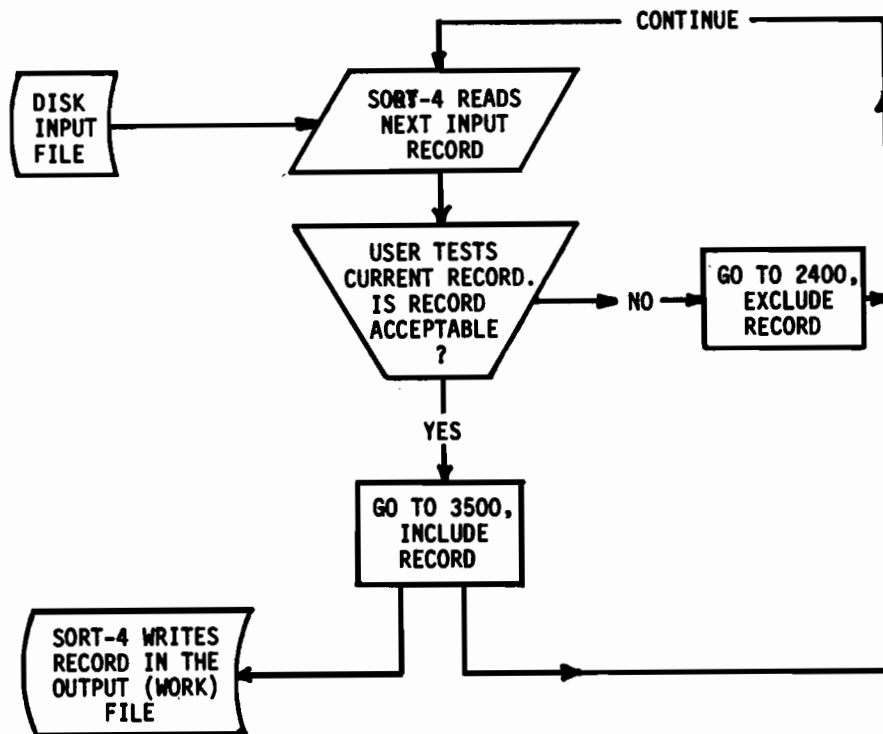 CONTINUE
DISK
INPUT
FILE
SORT-4 READS
NEXT INPUT
RECORD
USER TESTS
CURRENT RECORD.
IS RECORD
ACCEPTABLE
?
NO
GO TO 2400,
EXCLUDE
RECORD
YES
GO TO 3500,
INCLUDE
RECORD
SORT-4 WRITES
RECORD IN THE
OUTPUT (WORK)
FILE